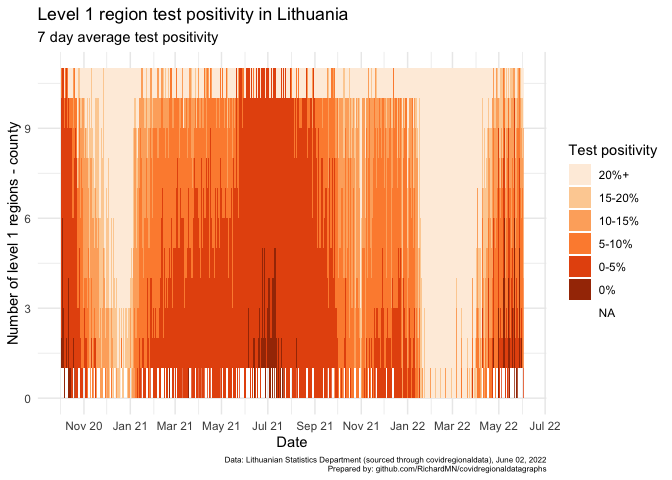 Level 1 region test positivity in Lithuania
7 day average test positivity
Number of level 1 regions - county
9
6
3
0
Nov 20 Jan 21 Mar 21 May 21 Jul 21 Sep 21 Nov 21 Jan 22 Mar 22 May 22 Jul 22
Date
Test positivity
20%+
15-20%
10-15%
5-10%
0-5%
0%
NA
Data: Lithuanian Statistics Department (sourced through covidregionaldata), June 02, 2022
Prepared by: github.com/RichardMN/covidregionaldatagraphs